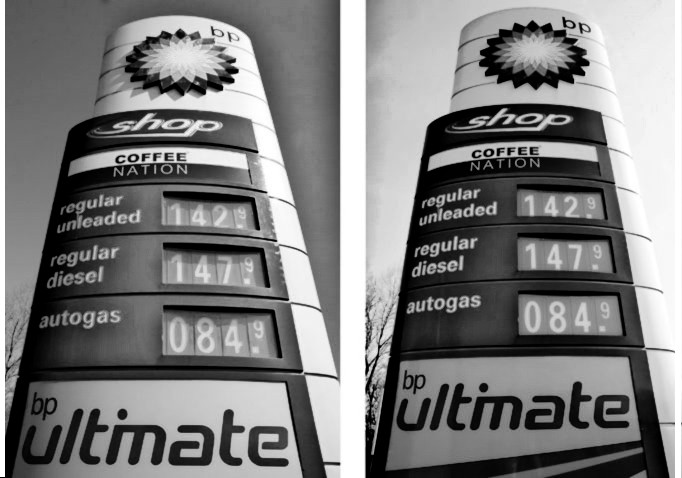 bp
shop
COFFEE
NATION
regular
unleaded
142.9
regular
diesel
147.9
autogas
084.9
bp
ultimate
bp
shop
COFFEE
NATION
regular
unleaded
142.9
regular
diesel
147.9
autogas
084.9
bp
ultimate